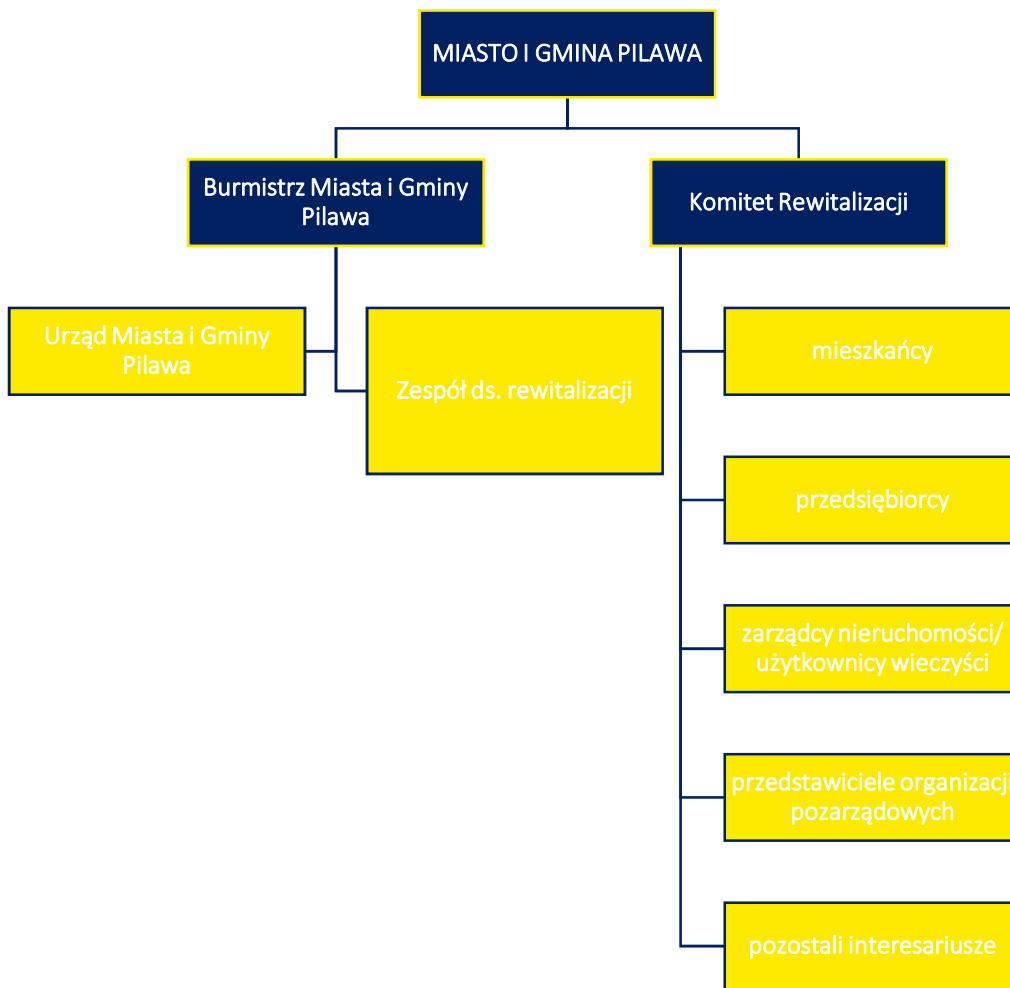 MIASTO I GMINA PILAWA
Burmistrz Miasta i Gminy
Pilawa
Komitet Rewitalizacji
Urząd Miasta i Gminy
Pilawa
Zespół ds. rewitalizacji
mieszkańcy
przedsiębiorcy
zarządcy nieruchomości/
użytkownicy wieczyści
przedstawiciele organizacji
pozarządowych
pozostali interesariusze